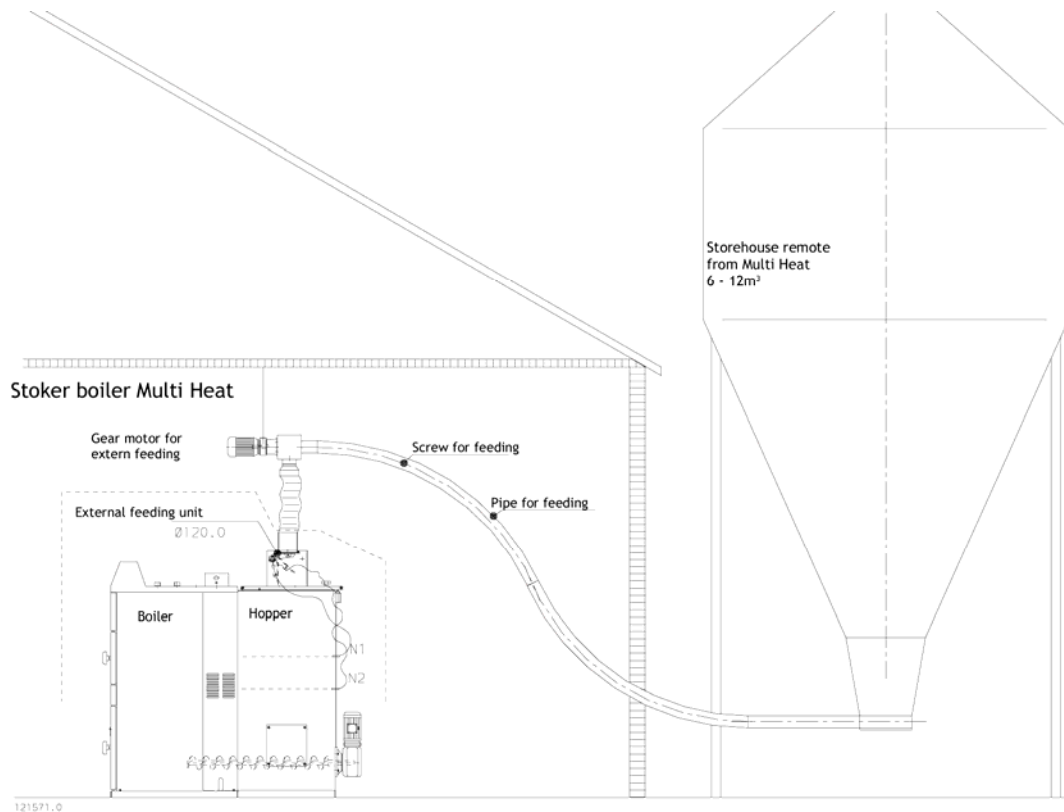 Storehouse remote
from Multi Heat
6 - 12m³
Stoker boiler Multi Heat
Gear motor for
extern feeding
Screw for feeding
Pipe for feeding
External feeding unit
Ø120.0
Boiler
Hopper
N1
N2
121571.0